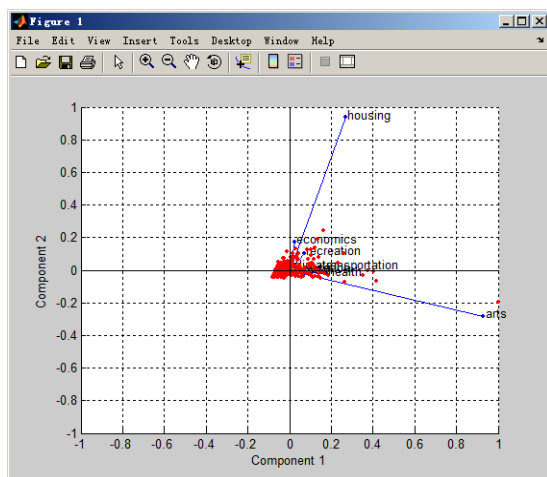 Figure 1
File Edit View Insert Tools Desktop Window Help
1
0.8
0.6
0.4
0.2
0
-0.2
-0.4
-0.6
-0.8
-1
Component 2
housing
economics
recreation
transportation
health
arts
-1 -0.8 -0.6 -0.4 -0.2 0 0.2 0.4 0.6 0.8 1
Component 1